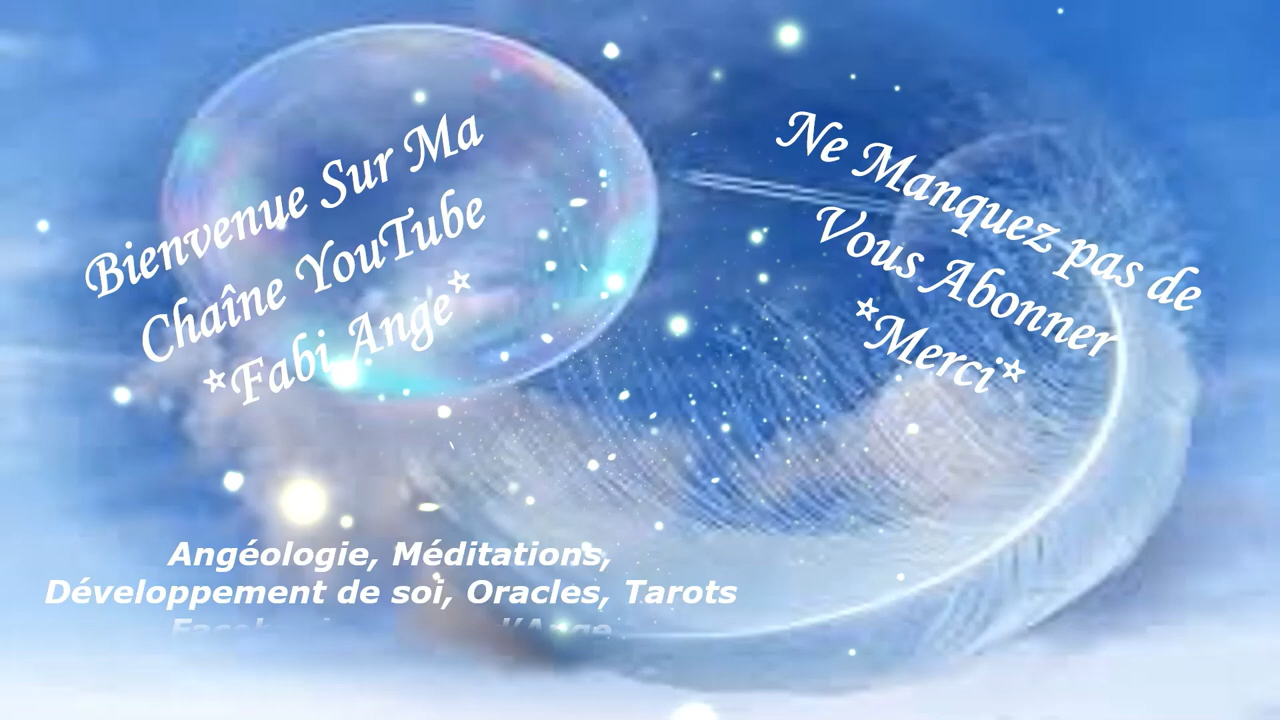 Bienvenue Sur Ma
Chaîne YouTube
*Fabi Ange*
Ne Manquez pas de
Vous Abonner
*Merci*
Angéologie, Méditations,
Développement de soi, Oracles, Tarots
l'Ange